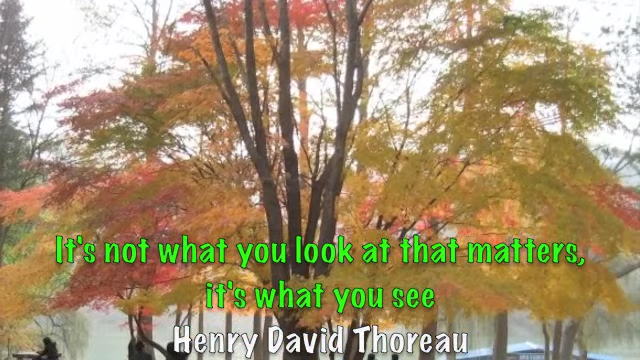 It's not what you look at that matters,
it's what you see
Henry David Thoreau